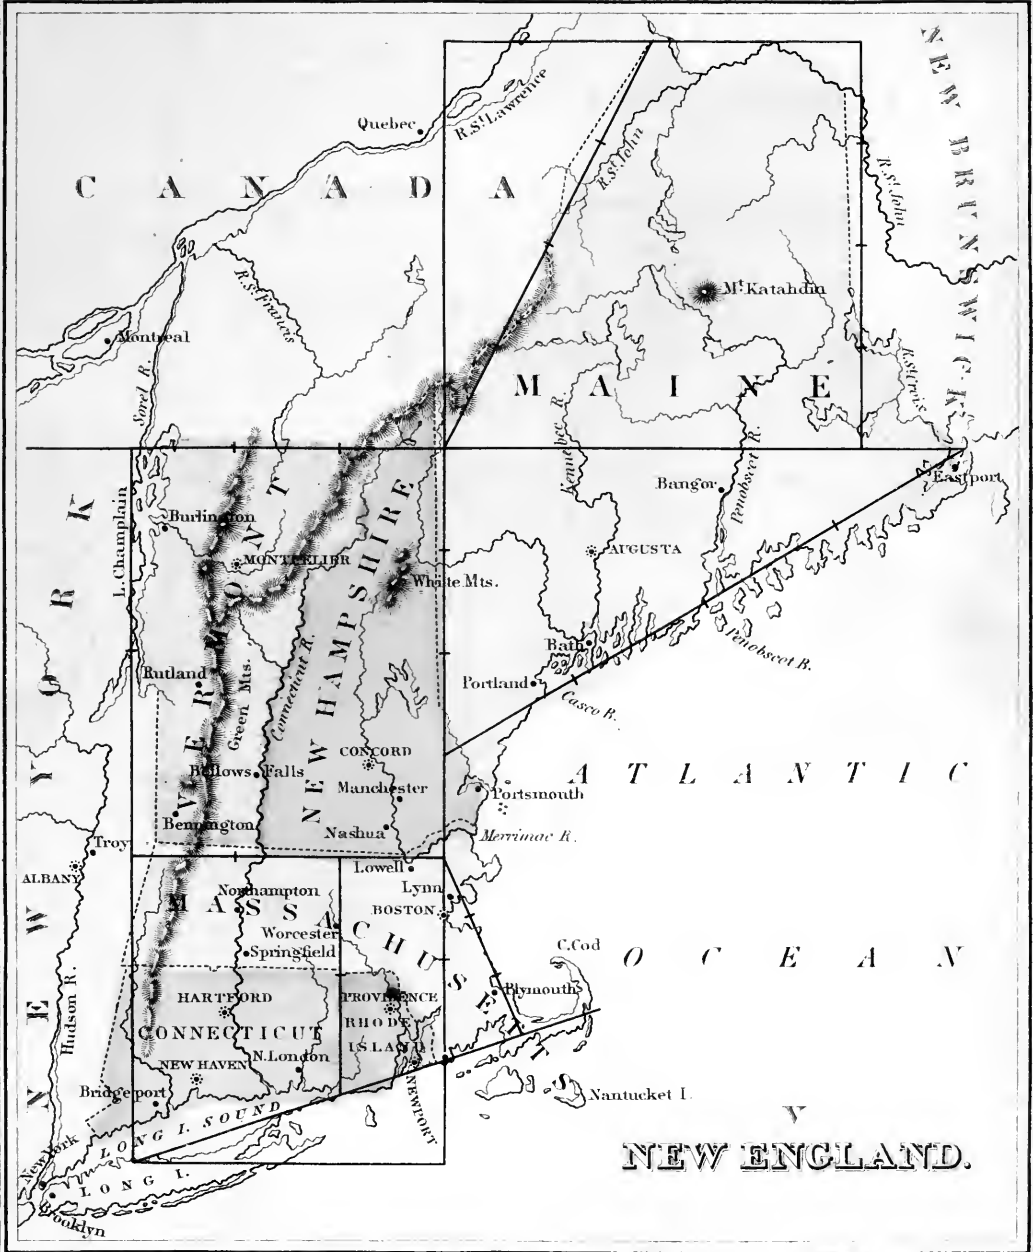 Quebec
R.St. Lawrence
NEW BRUNSWICK
CANADA
R.St. John
R.St. John
R.St. Francis
Mt. Katahdin
Montreal
Sorel R.
MAINE
Kennebec R.
Penobscot R.
L. Champlain
Burlington
MONTPELIER
VERMONT
NEW HAMPSHIRE
White Mts.
Bangor
Eastport
AUGUSTA
NEW YORK
Rutland
Green Mts.
Connecticut R.
Bath
Portland
Penobscot R.
Casco R.
CONCORD
Bellows Falls
Manchester
Bennington
Nashua
Portsmouth
Merrimac R.
ATLANTIC
Troy
ALBANY
Lowell
Northampton
Lynn
BOSTON
MASSACHUSETTS
Worcester
Springfield
C. Cod
OCEAN
HARTFORD
PROVIDENCE
Plymouth
Hudson R.
CONNECTICUT
RHODE
ISLAND
NEW HAVEN
N. London
NEWPORT
Bridgeport
Nantucket I.
LONG I. SOUND
New York
LONG I.
Brooklyn
V
NEW ENGLAND.